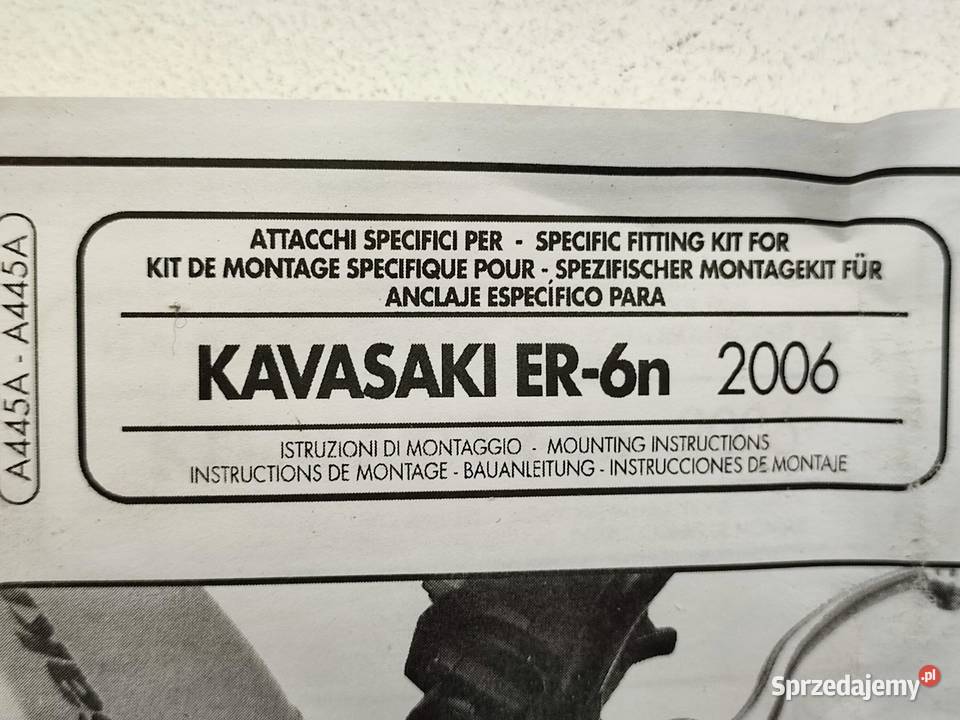 ATTACCHI SPECIFICI PER - SPECIFIC FITTING KIT FOR
KIT DE MONTAGE SPECIFIQUE POUR - SPEZIFISCHER MONTAGEKIT FÜR
ANCLAJE ESPECÍFICO PARA
KAVASAKI ER-6n 2006
ISTRUZIONI DI MONTAGGIO - MOUNTING INSTRUCTIONS
INSTRUCTIONS DE MONTAGE - BAUANLEITUNG - INSTRUCCIONES DE MONTAJE
A445A - A445A
Sprzedajemy.pl